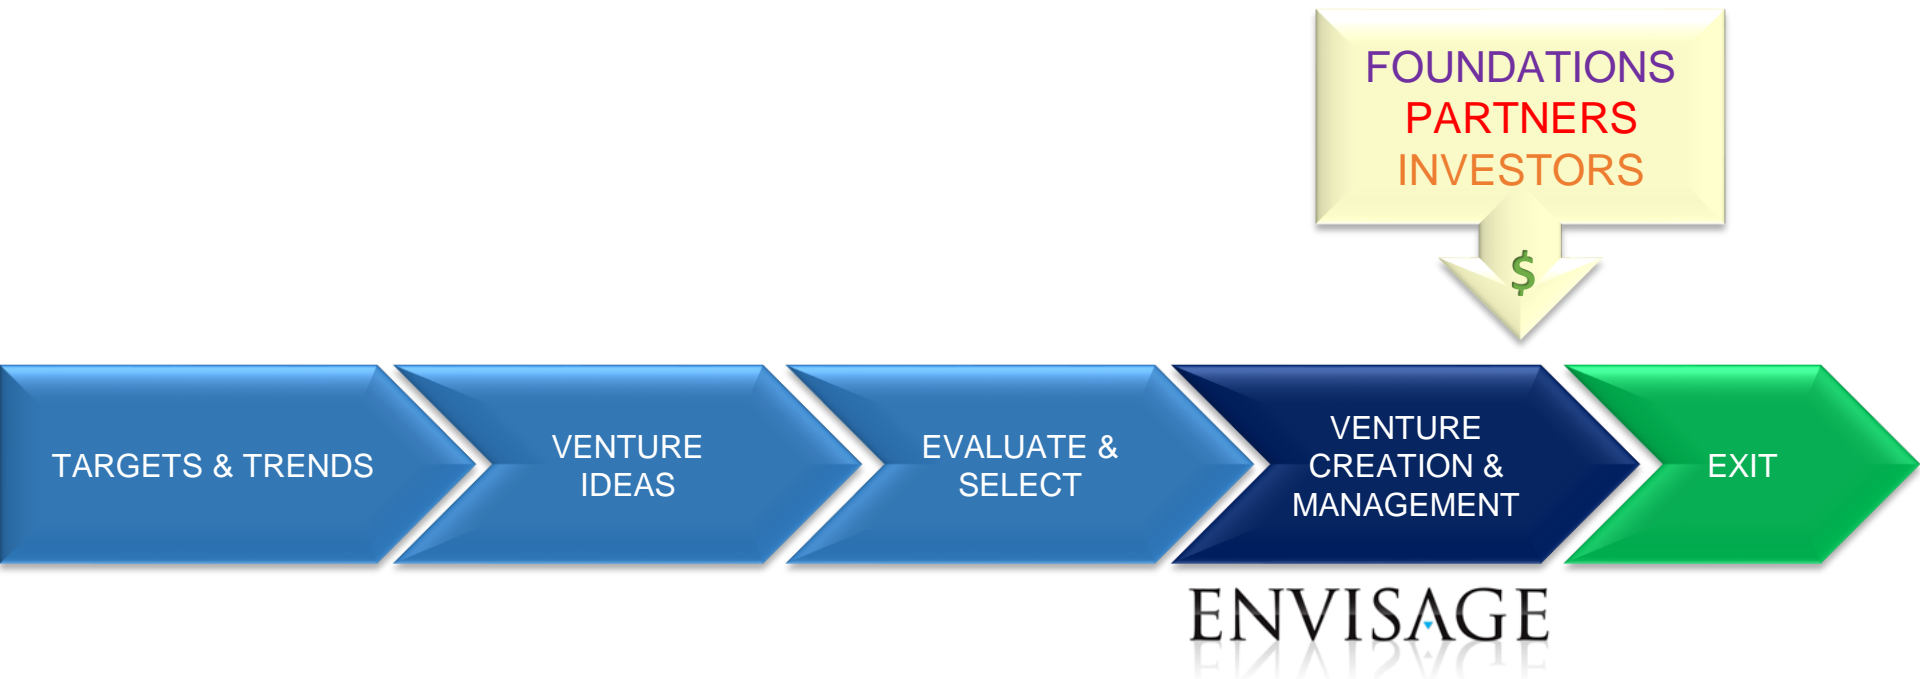 FOUNDATIONS
PARTNERS
INVESTORS
$
TARGETS & TRENDS
VENTURE
IDEAS
EVALUATE &
SELECT
VENTURE
CREATION &
MANAGEMENT
EXIT
ENVISAGE